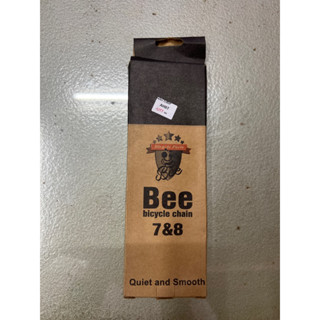 Bee
bicycle chain
7&8
Quiet and Smooth